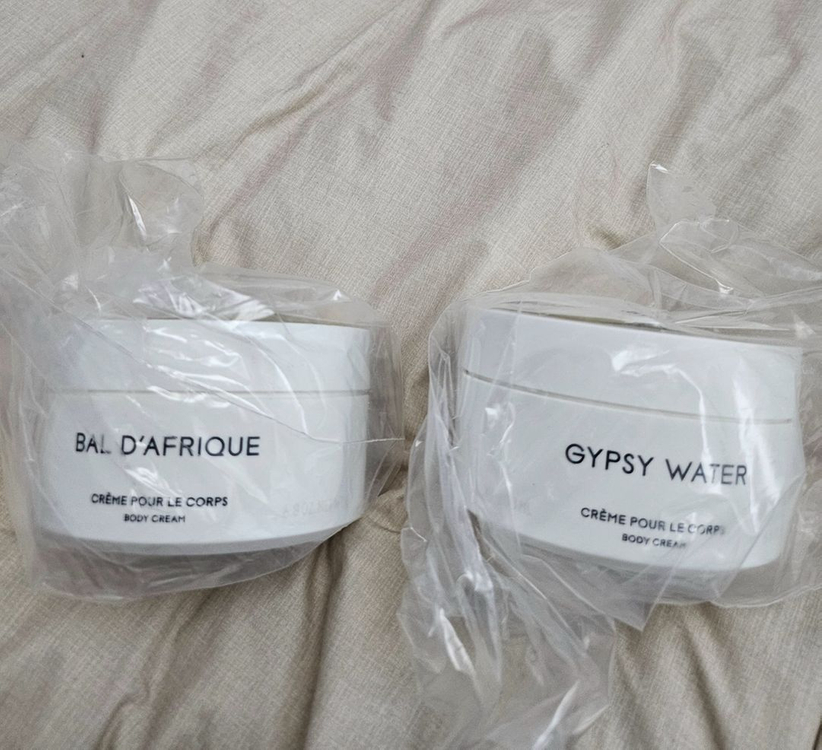 BAL D'AFRIQUE
CRÈME POUR LE CORPS
BODY CREAM
GYPSY WATER
CRÈME POUR LE CORPS
BODY CREAM